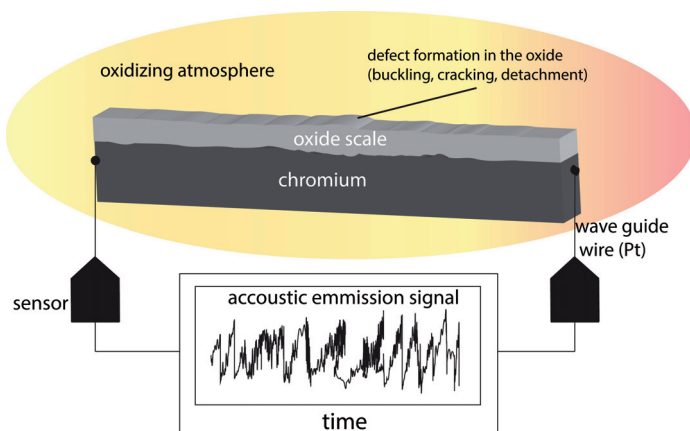 defect formation in the oxide
(buckling, cracking, detachment)
oxidizing atmosphere
oxide scale
chromium
wave guide
wire (Pt)
sensor
accoustic emmission signal
time